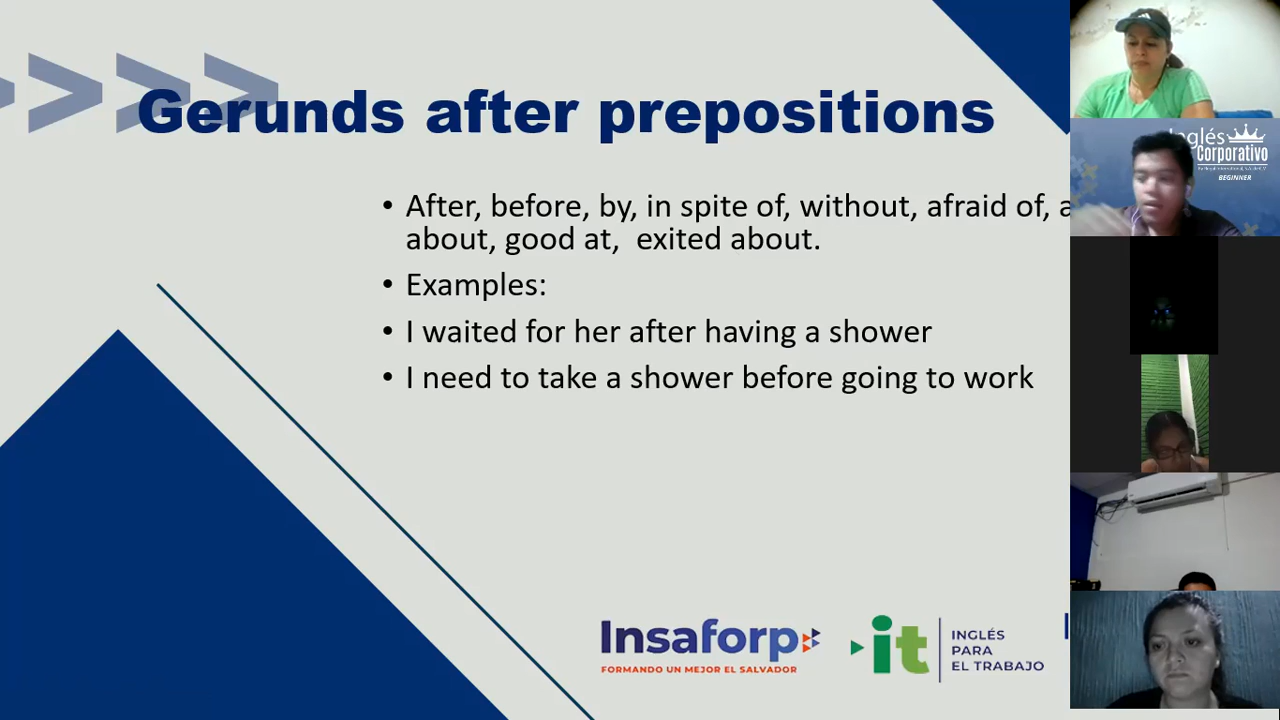 Gerunds after prepositions
• After, before, by, in spite of, without, afraid of,
about, good at, exited about.
• Examples:
• I waited for her after having a shower
• I need to take a shower before going to work
Insaforp
FORMANDO UN MEJOR EL SALVADOR
it
INGLÉS
PARA
EL TRABAJO
Inglés
Corporativo
BEGINNER